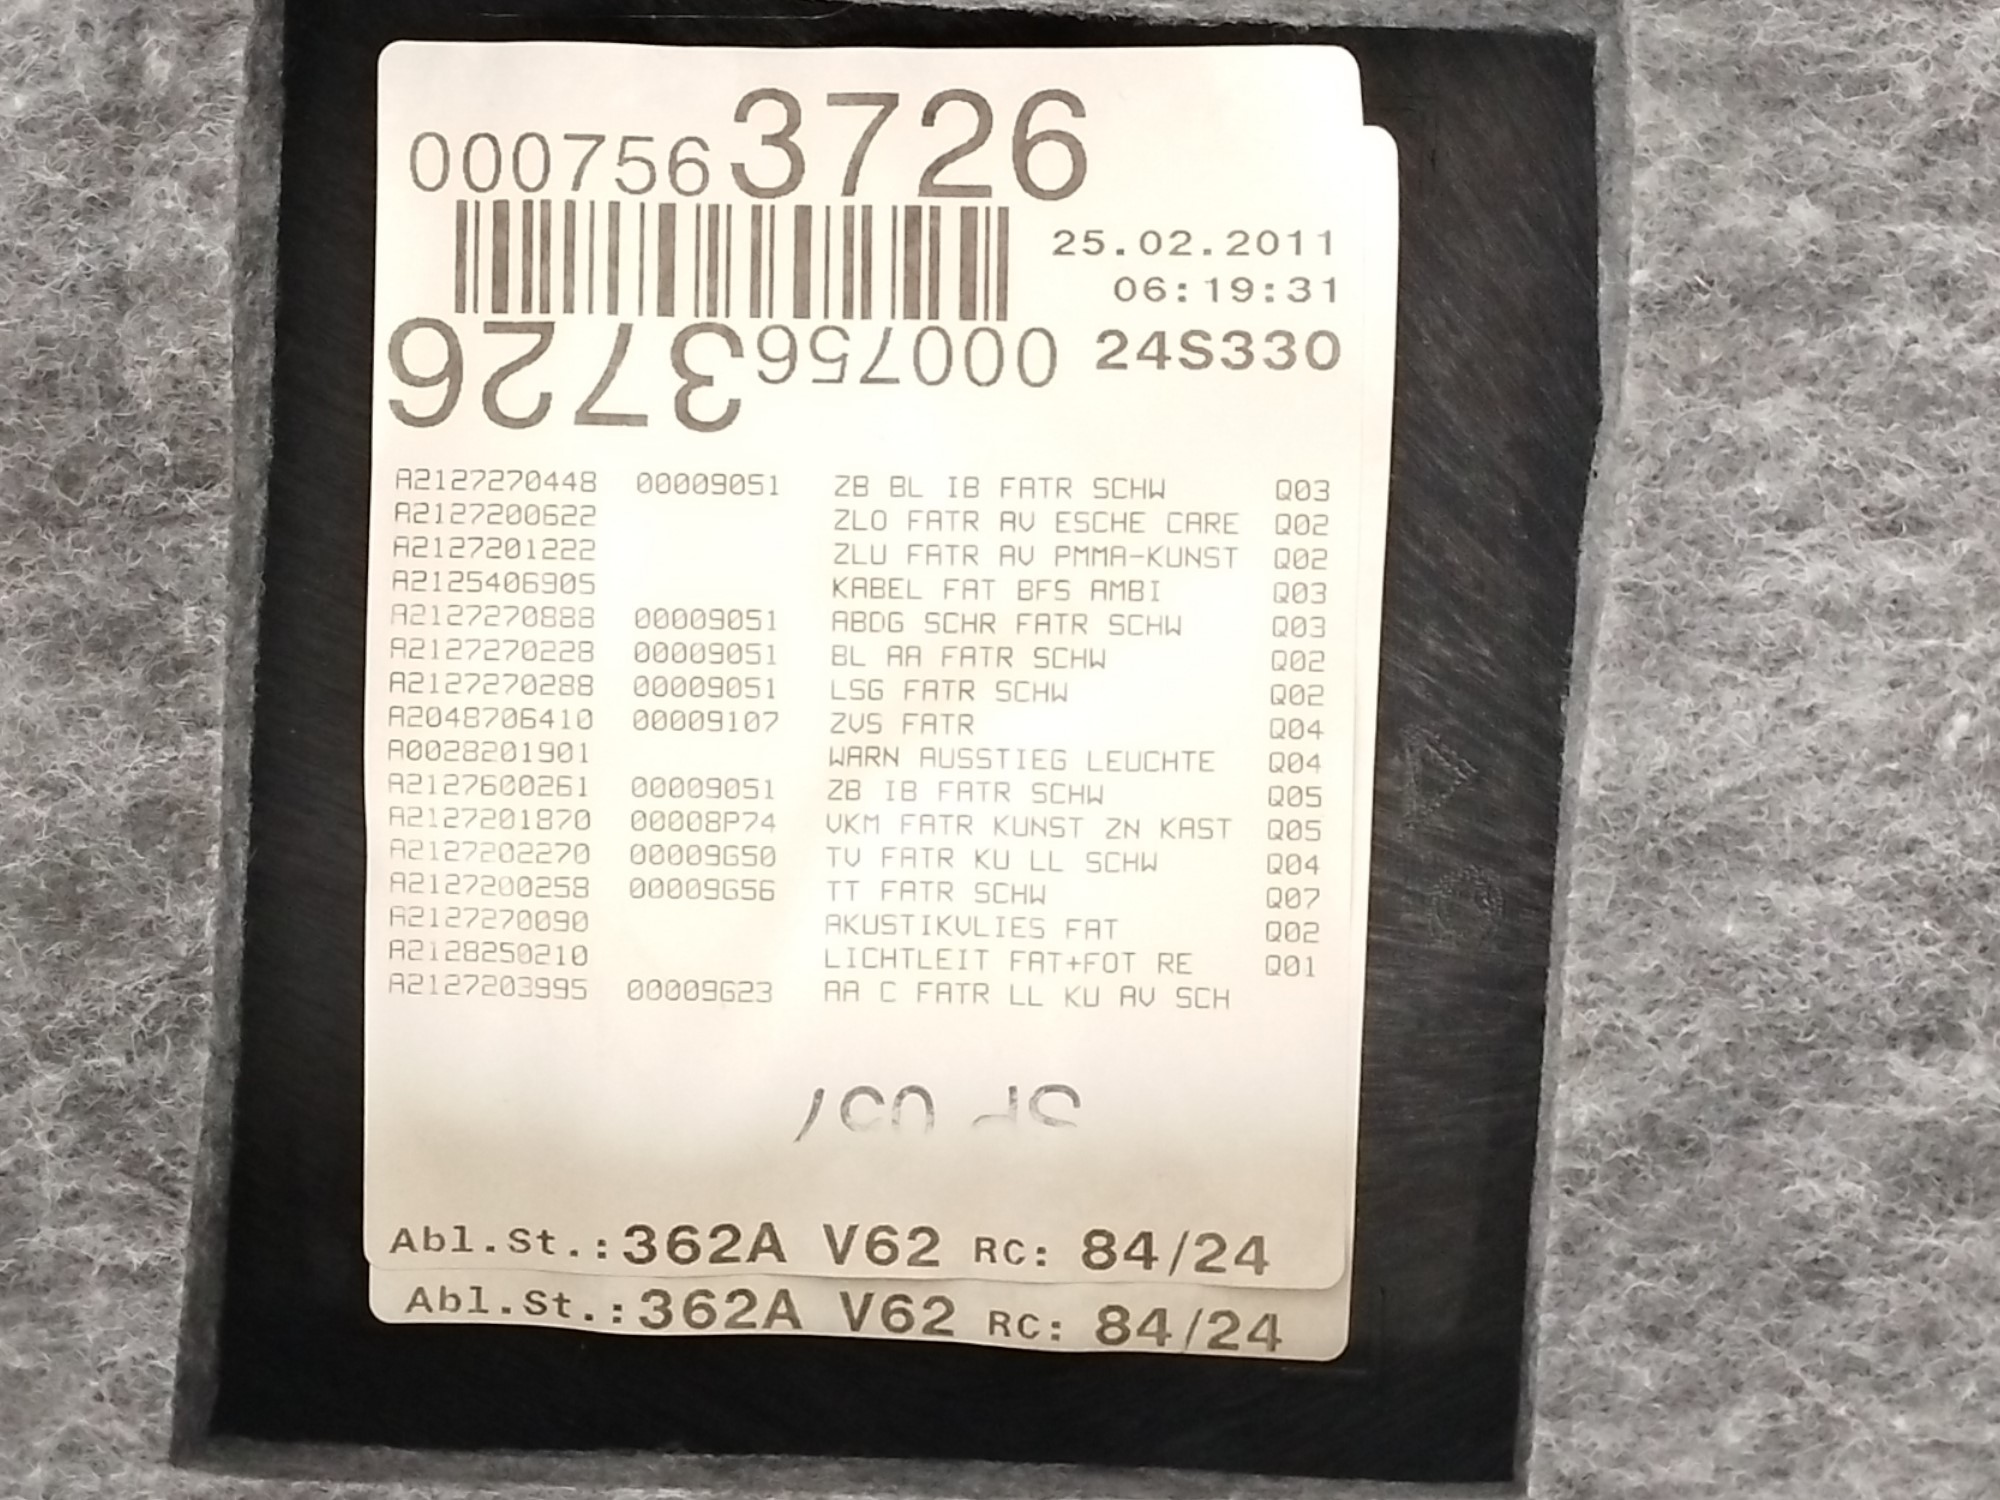 0007563726
25.02.2011
06:19:31
0007563726
24S330
A2127270448 00009051 ZB BL IB FATR SCHW Q03
A2127200622 ZLO FATR AV ESCHE CARE Q02
A2127201222 ZLU FATR AV PMMA-KUNST Q02
A2125406905 KABEL FAT BFS AMBI Q03
A2127270888 00009051 ABDG SCHR FATR SCHW Q03
A2127270228 00009051 BL AA FATR SCHW Q02
A2127270288 00009051 LSG FATR SCHW Q02
A2048706410 00009107 ZVS FATR Q04
A0028201901 WARN AUSSTIEG LEUCHTE Q04
A2127600261 00009051 ZB IB FATR SCHW Q05
A2127201870 00008P74 VKM FATR KUNST ZN KAST Q05
A2127202270 00009G50 TV FATR KU LL SCHW Q04
A2127200258 00009G56 TT FATR SCHW Q07
A2127270090 AKUSTIKVLIES FAT Q02
A2128250210 LICHTLEIT FAT+FOT RE Q01
A2127203995 00009G23 AA C FATR LL KU AV SCH
Abl.St.:362A V62 RC: 84/24
Abl.St.:362A V62 RC: 84/24